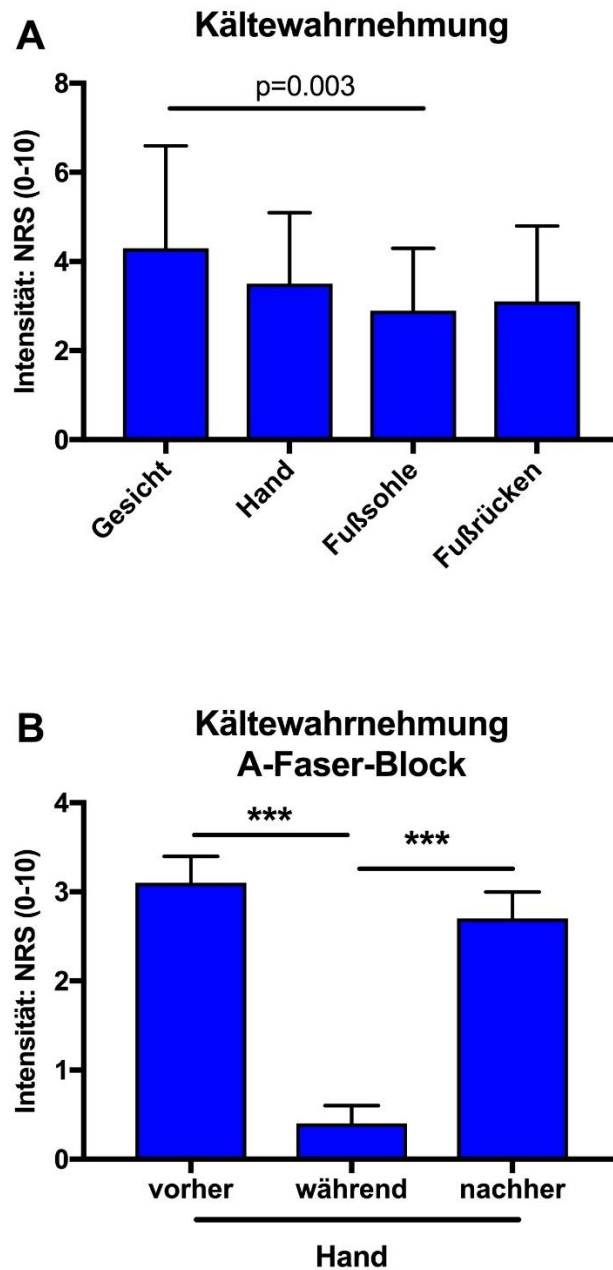 A
Kältewahrnehmung
p=0.003
Intensität: NRS (0-10)
8
6
4
2
0
Gesicht
Hand
Fußsohle
Fußrücken
B
Kältewahrnehmung
A-Faser-Block
***
***
Intensität: NRS (0-10)
4
3
2
1
0
vorher
während
nachher
Hand